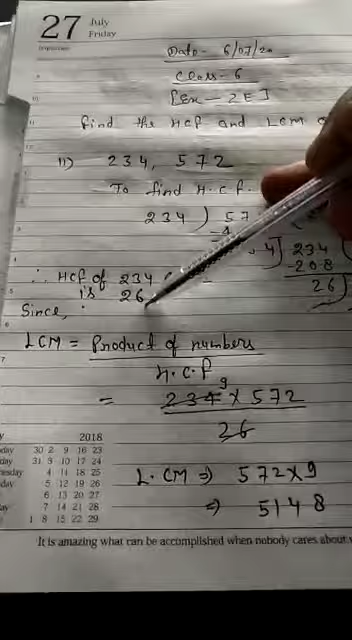 27 July
Friday
Date- 6/07/20
Class- 6
[Ex - 2E]
Find the HCF and LCM
11) 234, 572
To find H.C.F.
234 ) 57
4) 234
-208
26 )
∴ HCF of 234
is 26
Since,
LCM = Product of numbers
H.C.F
= 234 9 × 572
26
L.CM ⇒ 572×9
⇒ 5148
2018
30 2 9 16 23
31 3 10 17 24
4 11 18 25
5 12 19 26
6 13 20 27
7 14 21 28
1 8 15 22 29
It is amazing what can be accomplished when nobody cares about